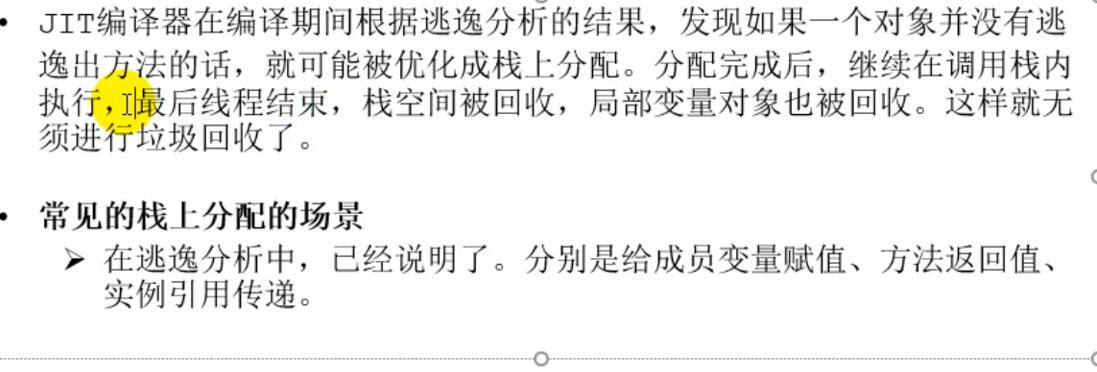 • JIT编译器在编译期间根据逃逸分析的结果，发现如果一个对象并没有逃
逸出方法的话，就可能被优化成栈上分配。分配完成后，继续在调用栈内
执行，最后线程结束，栈空间被回收，局部变量对象也被回收。这样就无
须进行垃圾回收了。
• 常见的栈上分配的场景
➢ 在逃逸分析中，已经说明了。分别是给成员变量赋值、方法返回值、
实例引用传递。